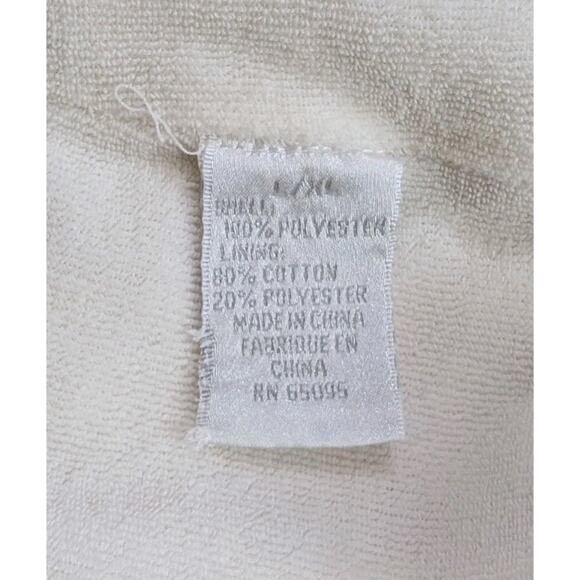 L/XL
SHELL:
100% POLYESTER
LINING:
80% COTTON
20% POLYESTER
MADE IN CHINA
FABRIQUE EN
CHINA
RN 65095